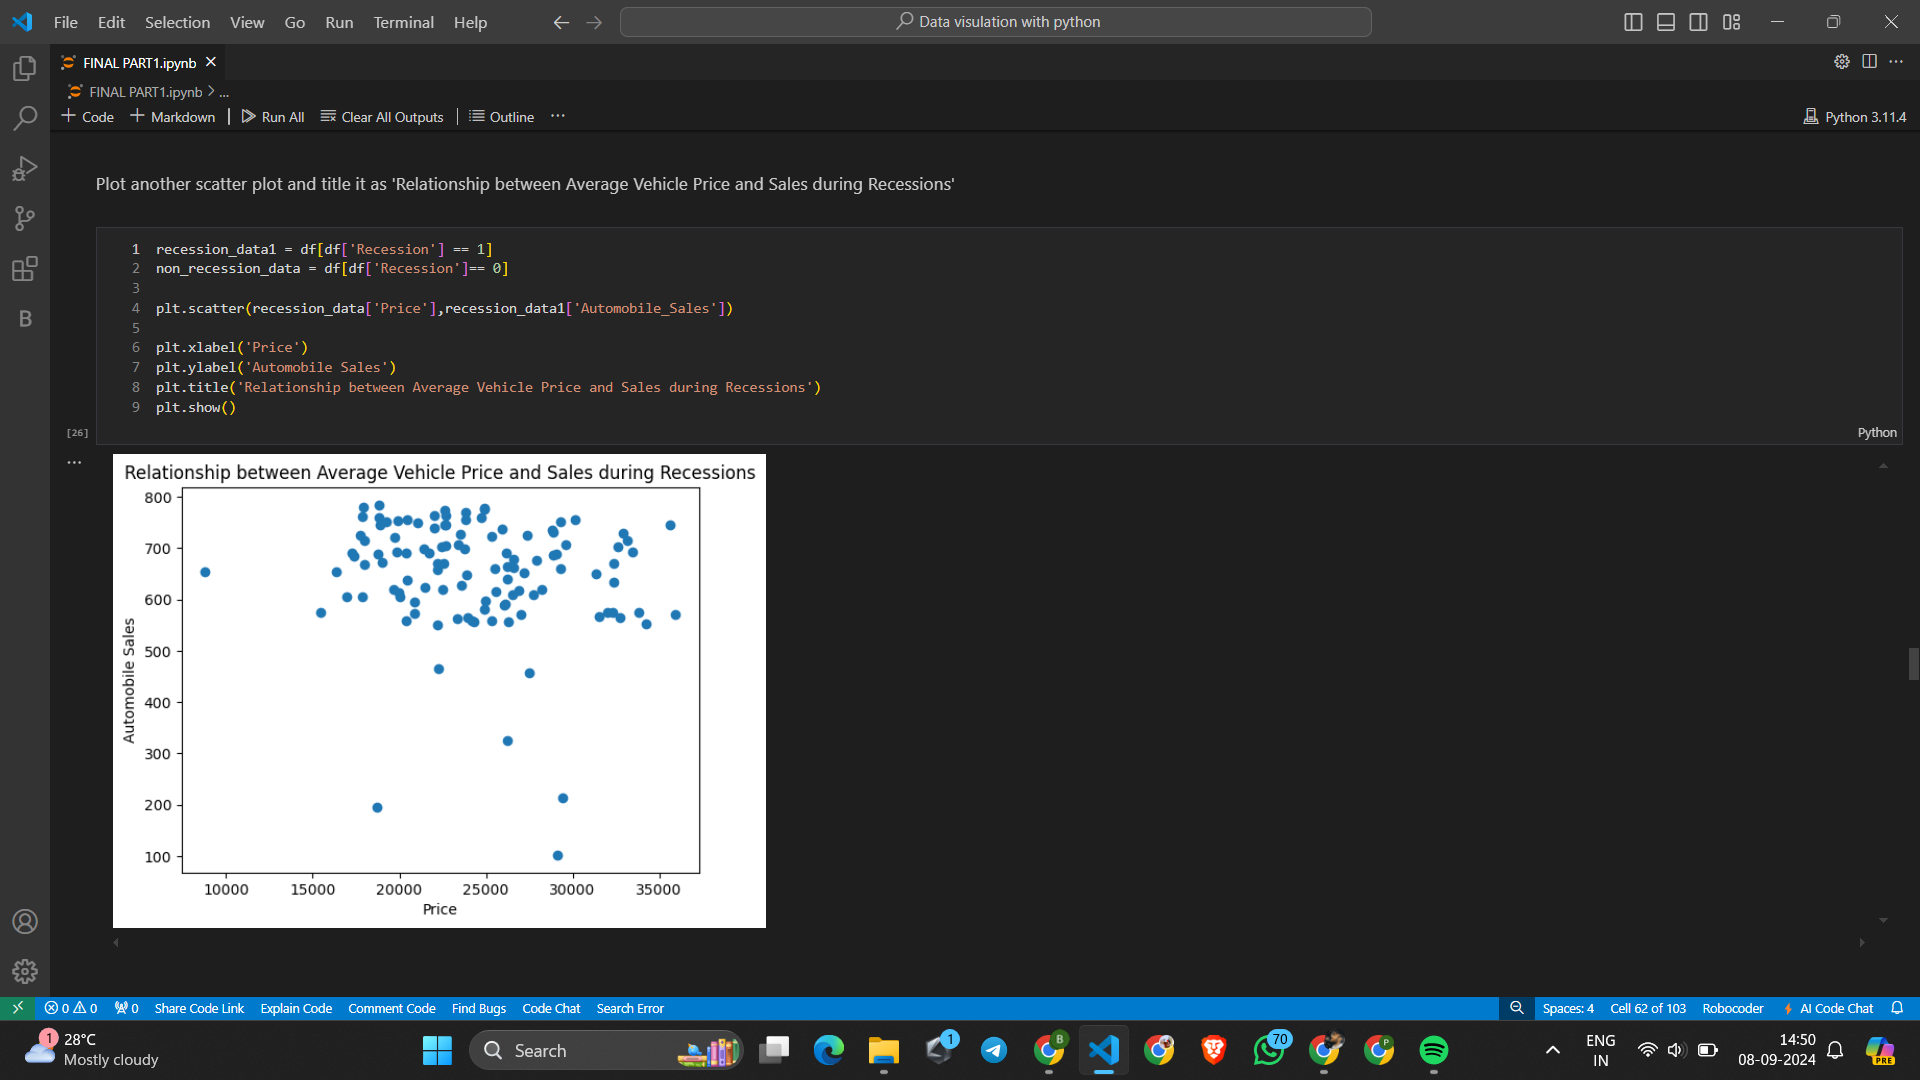 File Edit Selection View Go Run Terminal Help
Data visulation with python
FINAL PART1.ipynb
FINAL PART1.ipynb > ...
Code Markdown Run All Clear All Outputs Outline ...
Python 3.11.4
Plot another scatter plot and title it as 'Relationship between Average Vehicle Price and Sales during Recessions'
1 recession_data1 = df[df['Recession'] == 1]
2 non_recession_data = df[df['Recession']== 0]
3
4 plt.scatter(recession_data['Price'],recession_data1['Automobile_Sales'])
5
6 plt.xlabel('Price')
7 plt.ylabel('Automobile Sales')
8 plt.title('Relationship between Average Vehicle Price and Sales during Recessions')
9 plt.show()
[26]
Python
...
Relationship between Average Vehicle Price and Sales during Recessions
800
700
600
500
400
300
200
100
Automobile Sales
10000 15000 20000 25000 30000 35000
Price
B
0 0 0 Share Code Link Explain Code Comment Code Find Bugs Code Chat Search Error
Spaces: 4 Cell 62 of 103 Robocoder AI Code Chat
1
28°C
Mostly cloudy
Search
1
B
70
P
ENG
IN
14:50
08-09-2024
PRE